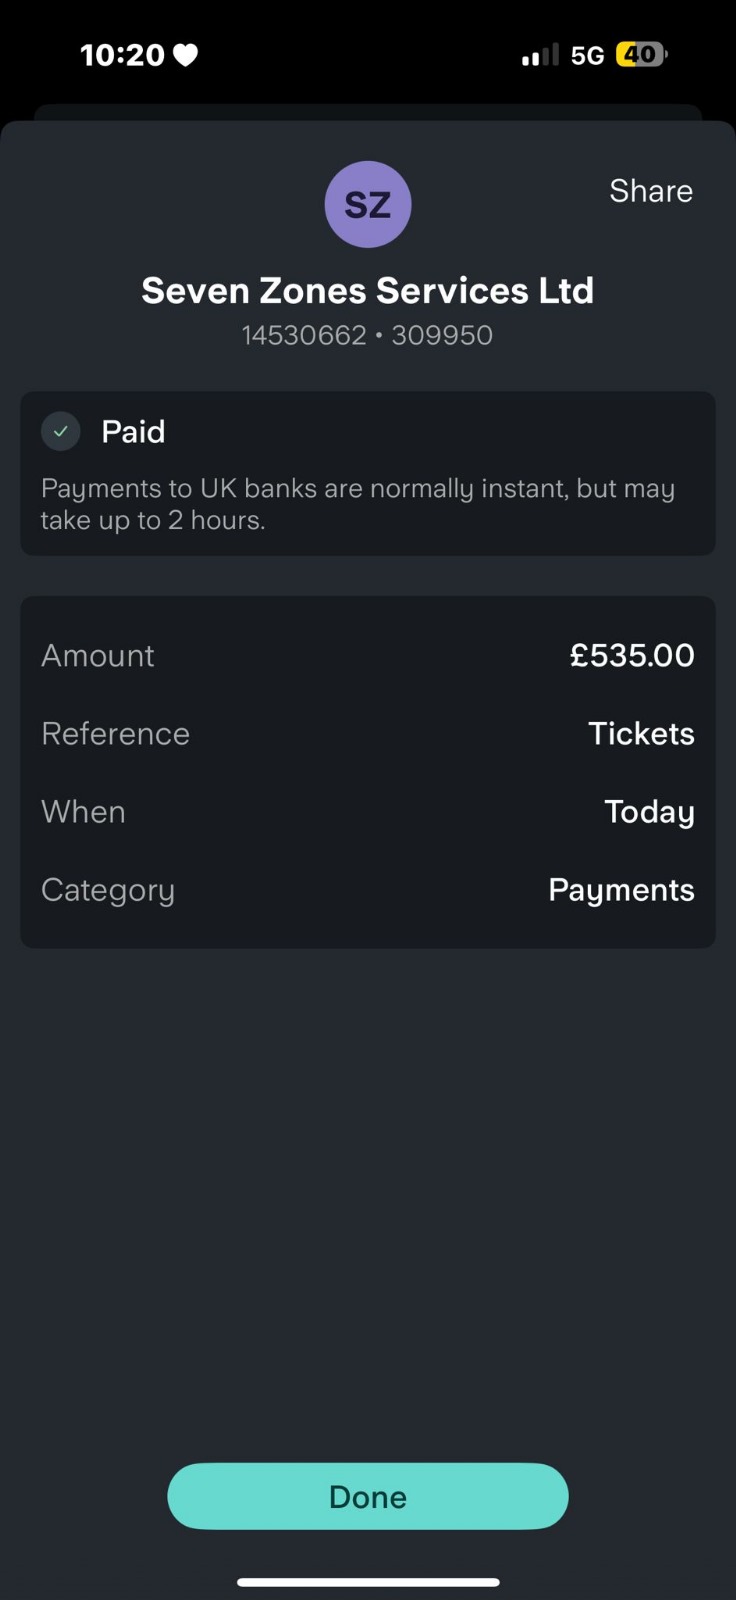 10:20
5G
40
SZ
Share
Seven Zones Services Ltd
14530662 • 309950
Paid
Payments to UK banks are normally instant, but may
take up to 2 hours.
Amount £535.00
Reference Tickets
When Today
Category Payments
Done